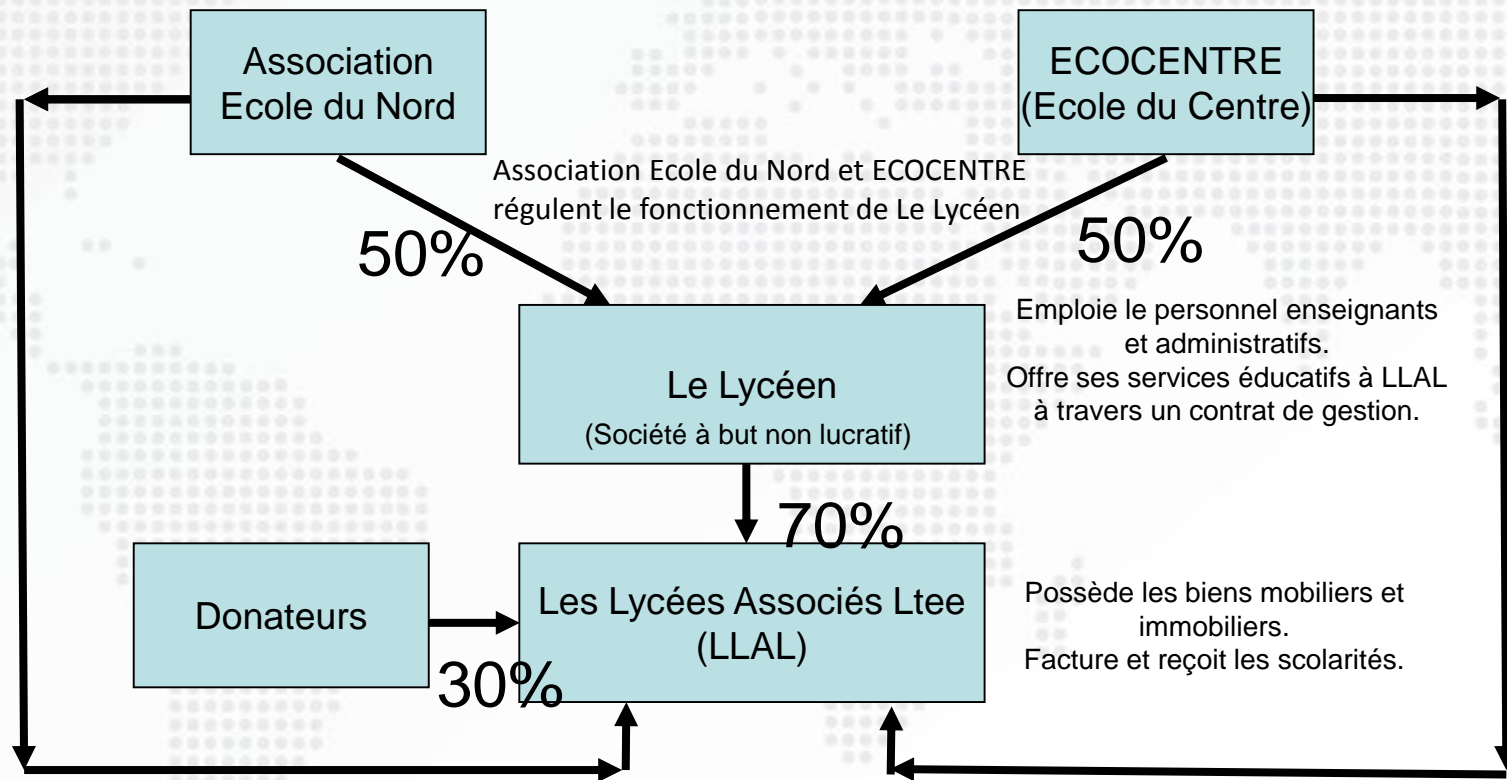 Association
Ecole du Nord
ECOCENTRE
(Ecole du Centre)
Association Ecole du Nord et ECOCENTRE
régulent le fonctionnement de Le Lycéen
50%
50%
Le Lycéen
(Société à but non lucratif)
Emploie le personnel enseignants
et administratifs.
Offre ses services éducatifs à LLAL
à travers un contrat de gestion.
70%
Donateurs
30%
Les Lycées Associés Ltee
(LLAL)
Possède les biens mobiliers et
immobiliers.
Facture et reçoit les scolarités.